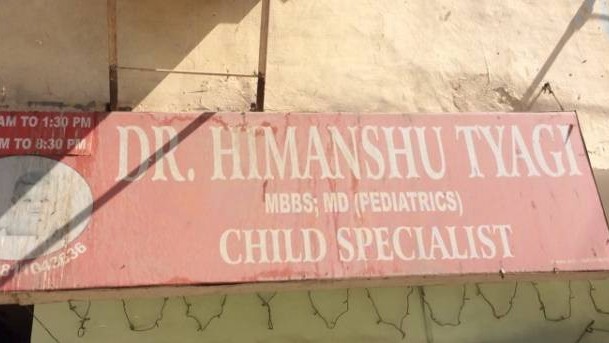 AM TO 1:30 PM
M TO 8:30 PM
DR. HIMANSHU TYAGI
MBBS; MD (PEDIATRICS)
CHILD SPECIALIST